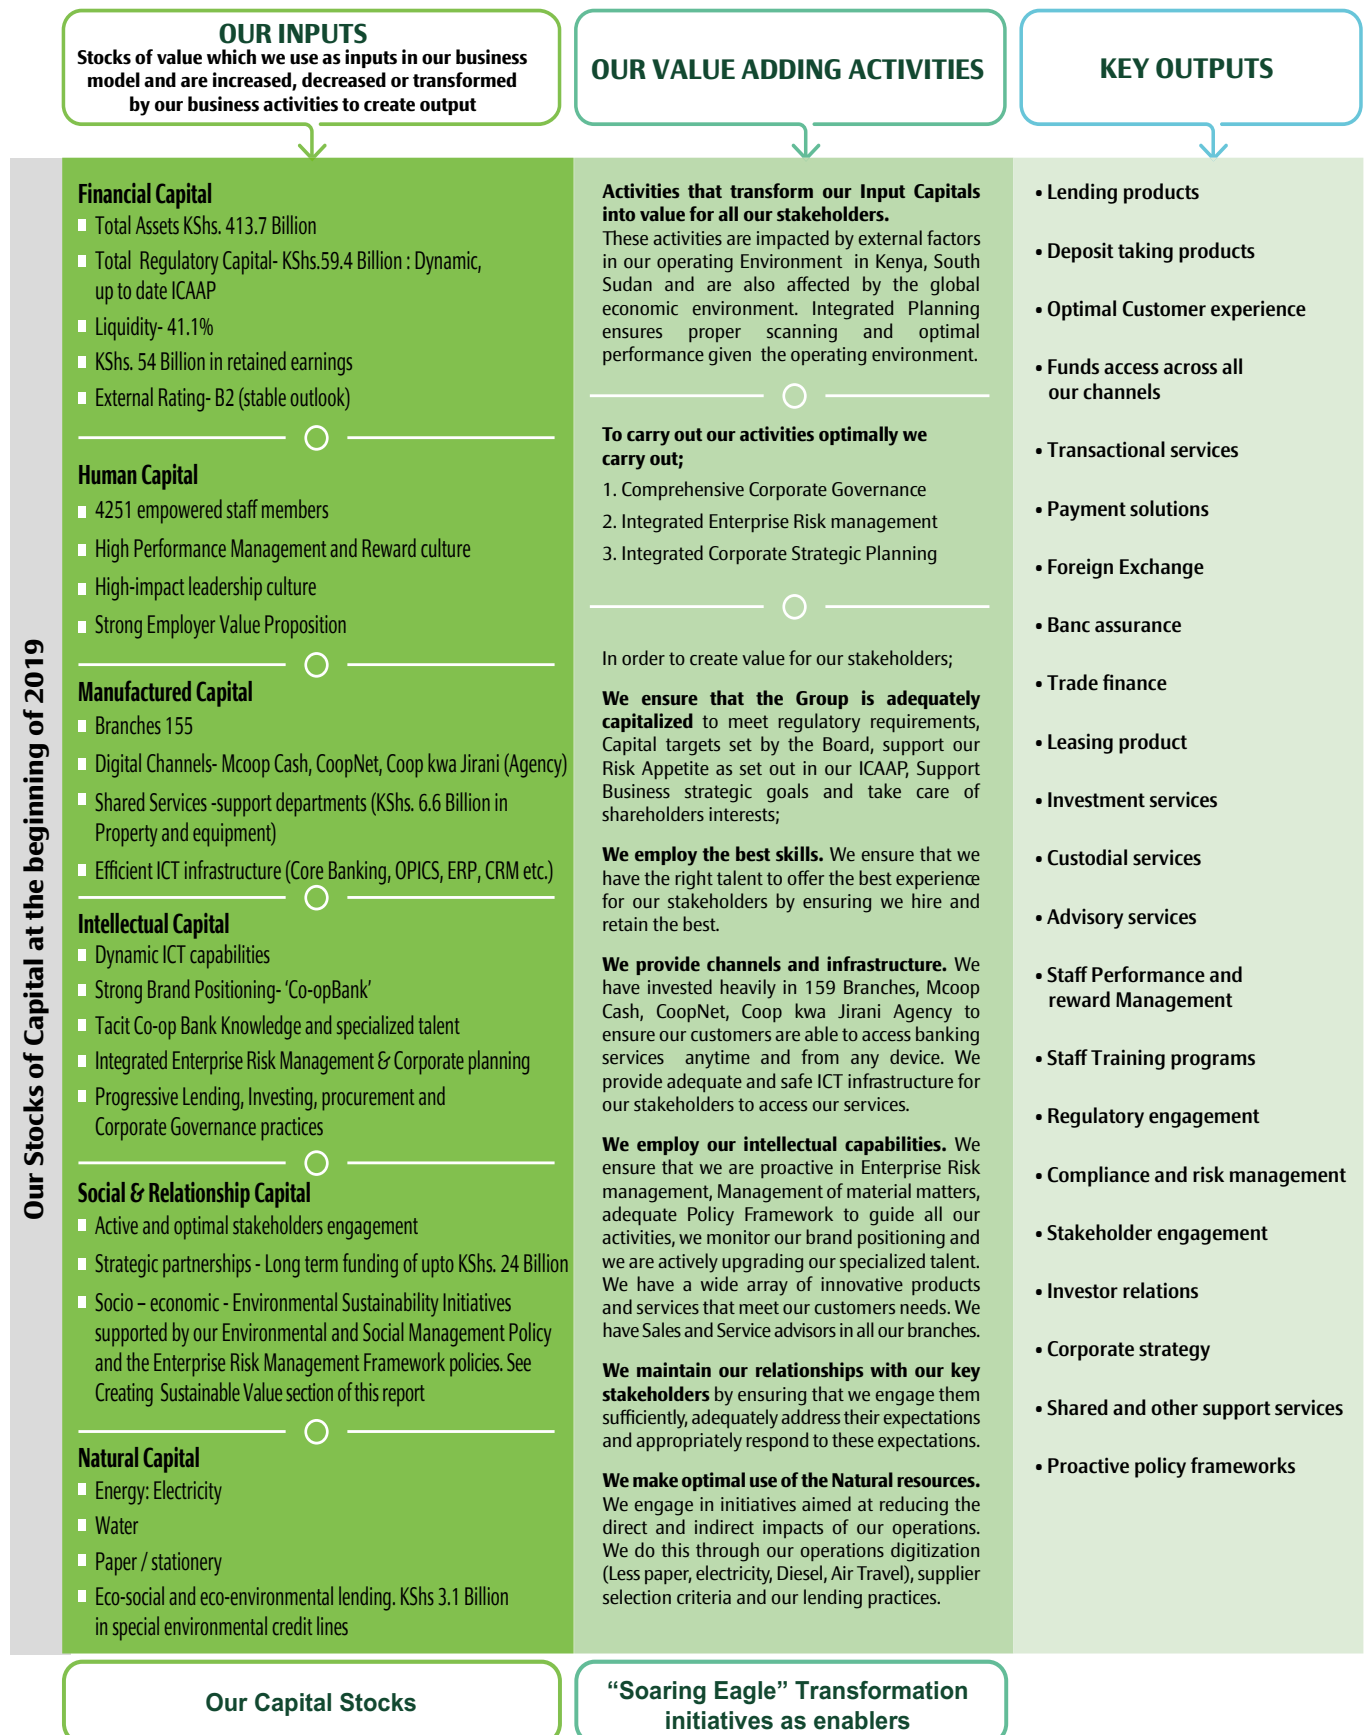 OUR INPUTS
Stocks of value which we use as inputs in our business
model and are increased, decreased or transformed
by our business activities to create output
OUR VALUE ADDING ACTIVITIES
KEY OUTPUTS
Our Stocks of Capital at the beginning of 2019
Financial Capital
Total Assets KShs. 413.7 Billion
Total Regulatory Capital- KShs.59.4 Billion : Dynamic,
up to date ICAAP
Liquidity- 41.1%
KShs. 54 Billion in retained earnings
External Rating- B2 (stable outlook)
Human Capital
4251 empowered staff members
High Performance Management and Reward culture
High-impact leadership culture
Strong Employer Value Proposition
Manufactured Capital
Branches 155
Digital Channels- Mcoop Cash, CoopNet, Coop kwa Jirani (Agency)
Shared Services -support departments (KShs. 6.6 Billion in
Property and equipment)
Efficient ICT infrastructure (Core Banking, OPICS, ERP, CRM etc.)
Intellectual Capital
Dynamic ICT capabilities
Strong Brand Positioning- ‘Co-opBank’
Tacit Co-op Bank Knowledge and specialized talent
Integrated Enterprise Risk Management & Corporate planning
Progressive Lending, Investing, procurement and
Corporate Governance practices
Social & Relationship Capital
Active and optimal stakeholders engagement
Strategic partnerships - Long term funding of upto KShs. 24 Billion
Socio – economic - Environmental Sustainability Initiatives
supported by our Environmental and Social Management Policy
and the Enterprise Risk Management Framework policies. See
Creating Sustainable Value section of this report
Natural Capital
Energy: Electricity
Water
Paper / stationery
Eco-social and eco-environmental lending. KShs 3.1 Billion
in special environmental credit lines
Activities that transform our Input Capitals
into value for all our stakeholders.
These activities are impacted by external factors
in our operating Environment in Kenya, South
Sudan and are also affected by the global
economic environment. Integrated Planning
ensures proper scanning and optimal
performance given the operating environment.
To carry out our activities optimally we
carry out;
1. Comprehensive Corporate Governance
2. Integrated Enterprise Risk management
3. Integrated Corporate Strategic Planning
In order to create value for our stakeholders;
We ensure that the Group is adequately
capitalized to meet regulatory requirements,
Capital targets set by the Board, support our
Risk Appetite as set out in our ICAAP, Support
Business strategic goals and take care of
shareholders interests;
We employ the best skills. We ensure that we
have the right talent to offer the best experience
for our stakeholders by ensuring we hire and
retain the best.
We provide channels and infrastructure. We
have invested heavily in 159 Branches, Mcoop
Cash, CoopNet, Coop kwa Jirani Agency to
ensure our customers are able to access banking
services anytime and from any device. We
provide adequate and safe ICT infrastructure for
our stakeholders to access our services.
We employ our intellectual capabilities. We
ensure that we are proactive in Enterprise Risk
management, Management of material matters,
adequate Policy Framework to guide all our
activities, we monitor our brand positioning and
we are actively upgrading our specialized talent.
We have a wide array of innovative products
and services that meet our customers needs. We
have Sales and Service advisors in all our branches.
We maintain our relationships with our key
stakeholders by ensuring that we engage them
sufficiently, adequately address their expectations
and appropriately respond to these expectations.
We make optimal use of the Natural resources.
We engage in initiatives aimed at reducing the
direct and indirect impacts of our operations.
We do this through our operations digitization
(Less paper, electricity, Diesel, Air Travel), supplier
selection criteria and our lending practices.
• Lending products
• Deposit taking products
• Optimal Customer experience
• Funds access across all
our channels
• Transactional services
• Payment solutions
• Foreign Exchange
• Banc assurance
• Trade finance
• Leasing product
• Investment services
• Custodial services
• Advisory services
• Staff Performance and
reward Management
• Staff Training programs
• Regulatory engagement
• Compliance and risk management
• Stakeholder engagement
• Investor relations
• Corporate strategy
• Shared and other support services
• Proactive policy frameworks
Our Capital Stocks
“Soaring Eagle” Transformation
initiatives as enablers